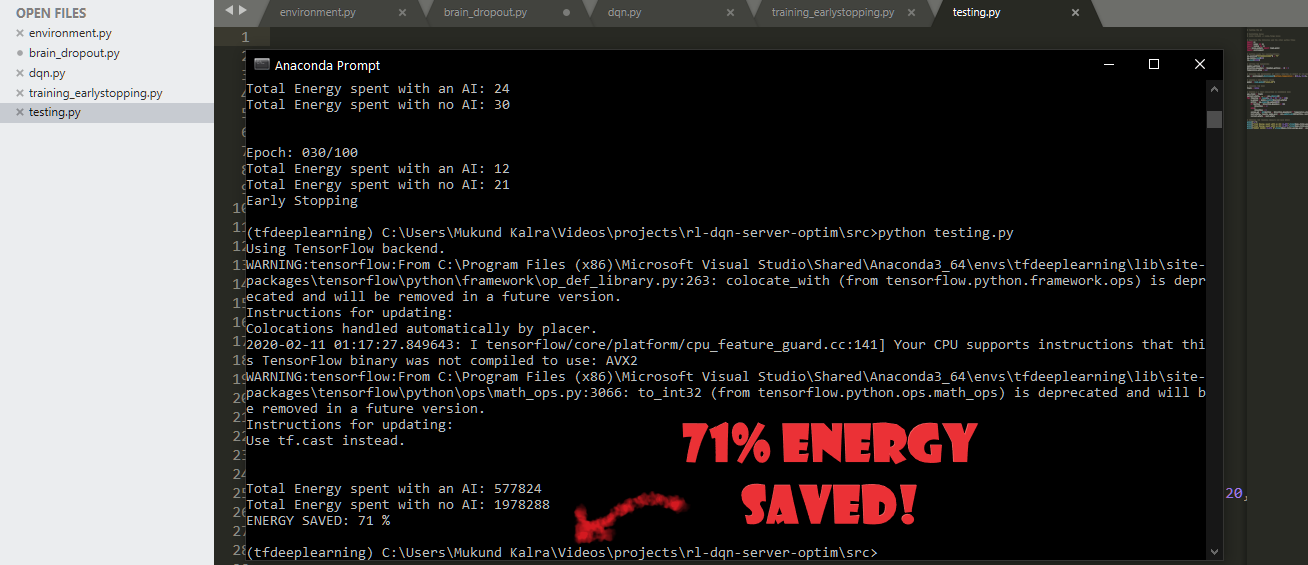 OPEN FILES
environment.py
brain_dropout.py
dqn.py
training_earlystopping.py
testing.py
environment.py
brain_dropout.py
dqn.py
training_earlystopping.py
testing.py
1
Anaconda Prompt
Total Energy spent with an AI: 24
Total Energy spent with no AI: 30
Epoch: 030/100
Total Energy spent with an AI: 12
Total Energy spent with no AI: 21
Early Stopping
(tfdeeplearning) C:\Users\Mukund Kalra\Videos\projects\rl-dqn-server-optim\src>python testing.py
Using TensorFlow backend.
WARNING:tensorflow:From C:\Program Files (x86)\Microsoft Visual Studio\Shared\Anaconda3_64\envs\tfdeeplearning\lib\site-
packages\tensorflow\python\framework\op_def_library.py:263: colocate_with (from tensorflow.python.framework.ops) is depr
ecated and will be removed in a future version.
Instructions for updating:
Colocations handled automatically by placer.
2020-02-11 01:17:27.849643: I tensorflow/core/platform/cpu_feature_guard.cc:141] Your CPU supports instructions that thi
s TensorFlow binary was not compiled to use: AVX2
WARNING:tensorflow:From C:\Program Files (x86)\Microsoft Visual Studio\Shared\Anaconda3_64\envs\tfdeeplearning\lib\site-
packages\tensorflow\python\ops\math_ops.py:3066: to_int32 (from tensorflow.python.ops.math_ops) is deprecated and will b
e removed in a future version.
Instructions for updating:
Use tf.cast instead.
71% ENERGY
SAVED!
Total Energy spent with an AI: 577824
Total Energy spent with no AI: 1978288
ENERGY SAVED: 71 %
(tfdeeplearning) C:\Users\Mukund Kalra\Videos\projects\rl-dqn-server-optim\src>
20,